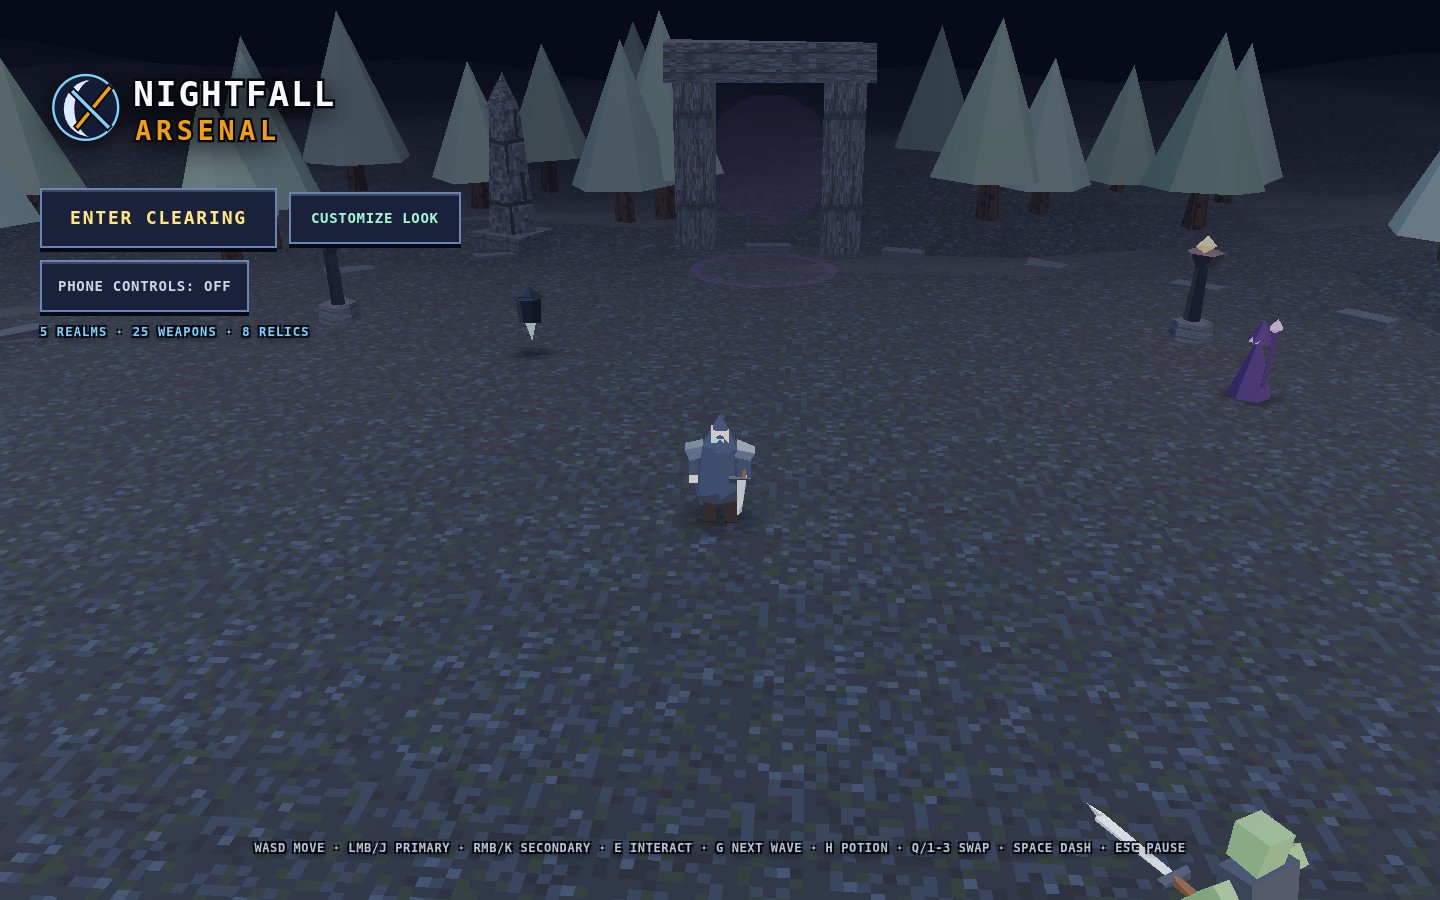 NIGHTFALL
ARSENAL
ENTER CLEARING
CUSTOMIZE LOOK
PHONE CONTROLS: OFF
5 REALMS · 25 WEAPONS · 8 RELICS
WASD MOVE · LMB/J PRIMARY · RMB/K SECONDARY · E INTERACT · G NEXT WAVE · H POTION · Q/1-3 SWAP · SPACE DASH · ESC PAUSE